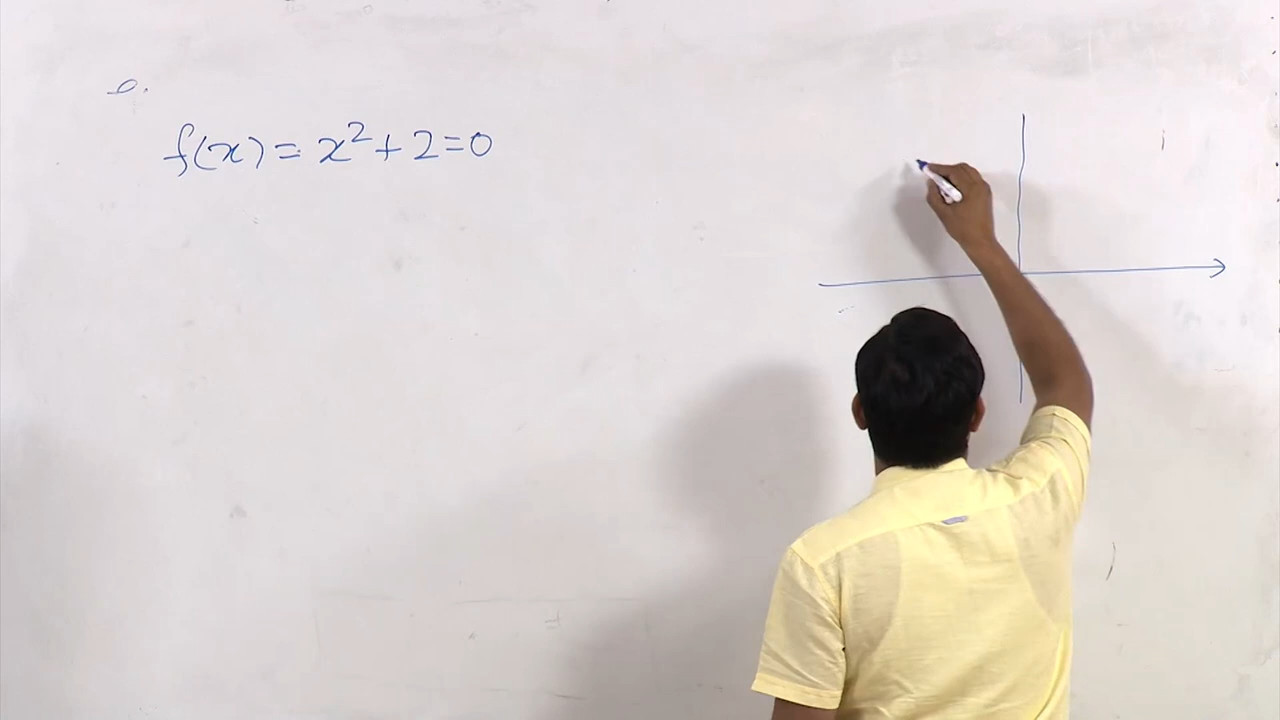 f(x) = x² + 2 = 0